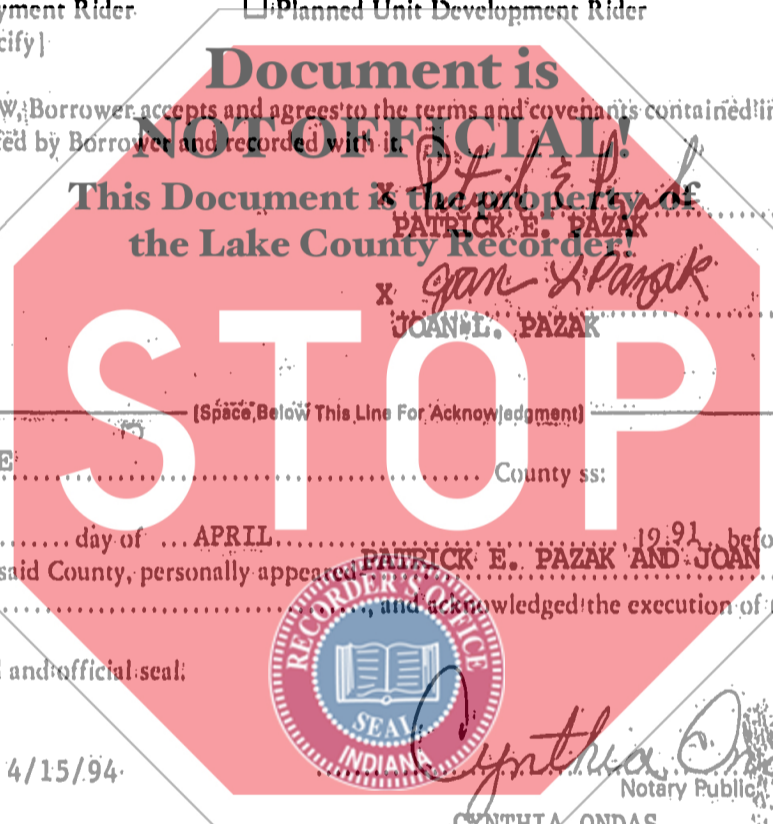 yment Rider ☐ Planned Unit Development Rider
cify]
Document is
w, Borrower accepts and agrees to the terms and covenants contained in
NOT OFFICIAL!
ed by Borrower and recorded with it.
This Document is the property of
X
PATRICK E. PAZAK
the Lake County Recorder!
X Joan L Pazak
JOAN L. PAZAK
STOP
[Space Below This Line For Acknowledgment]
E
County ss:
day of APRIL 19 91 befo
said County, personally appeared PATRICK E. PAZAK AND JOAN
, and acknowledged the execution of
RECORDER'S OFFICE
SEAL
INDIANA
and official seal.
4/15/94
Cynthia
Notary Public
CYNTHIA ONDAS